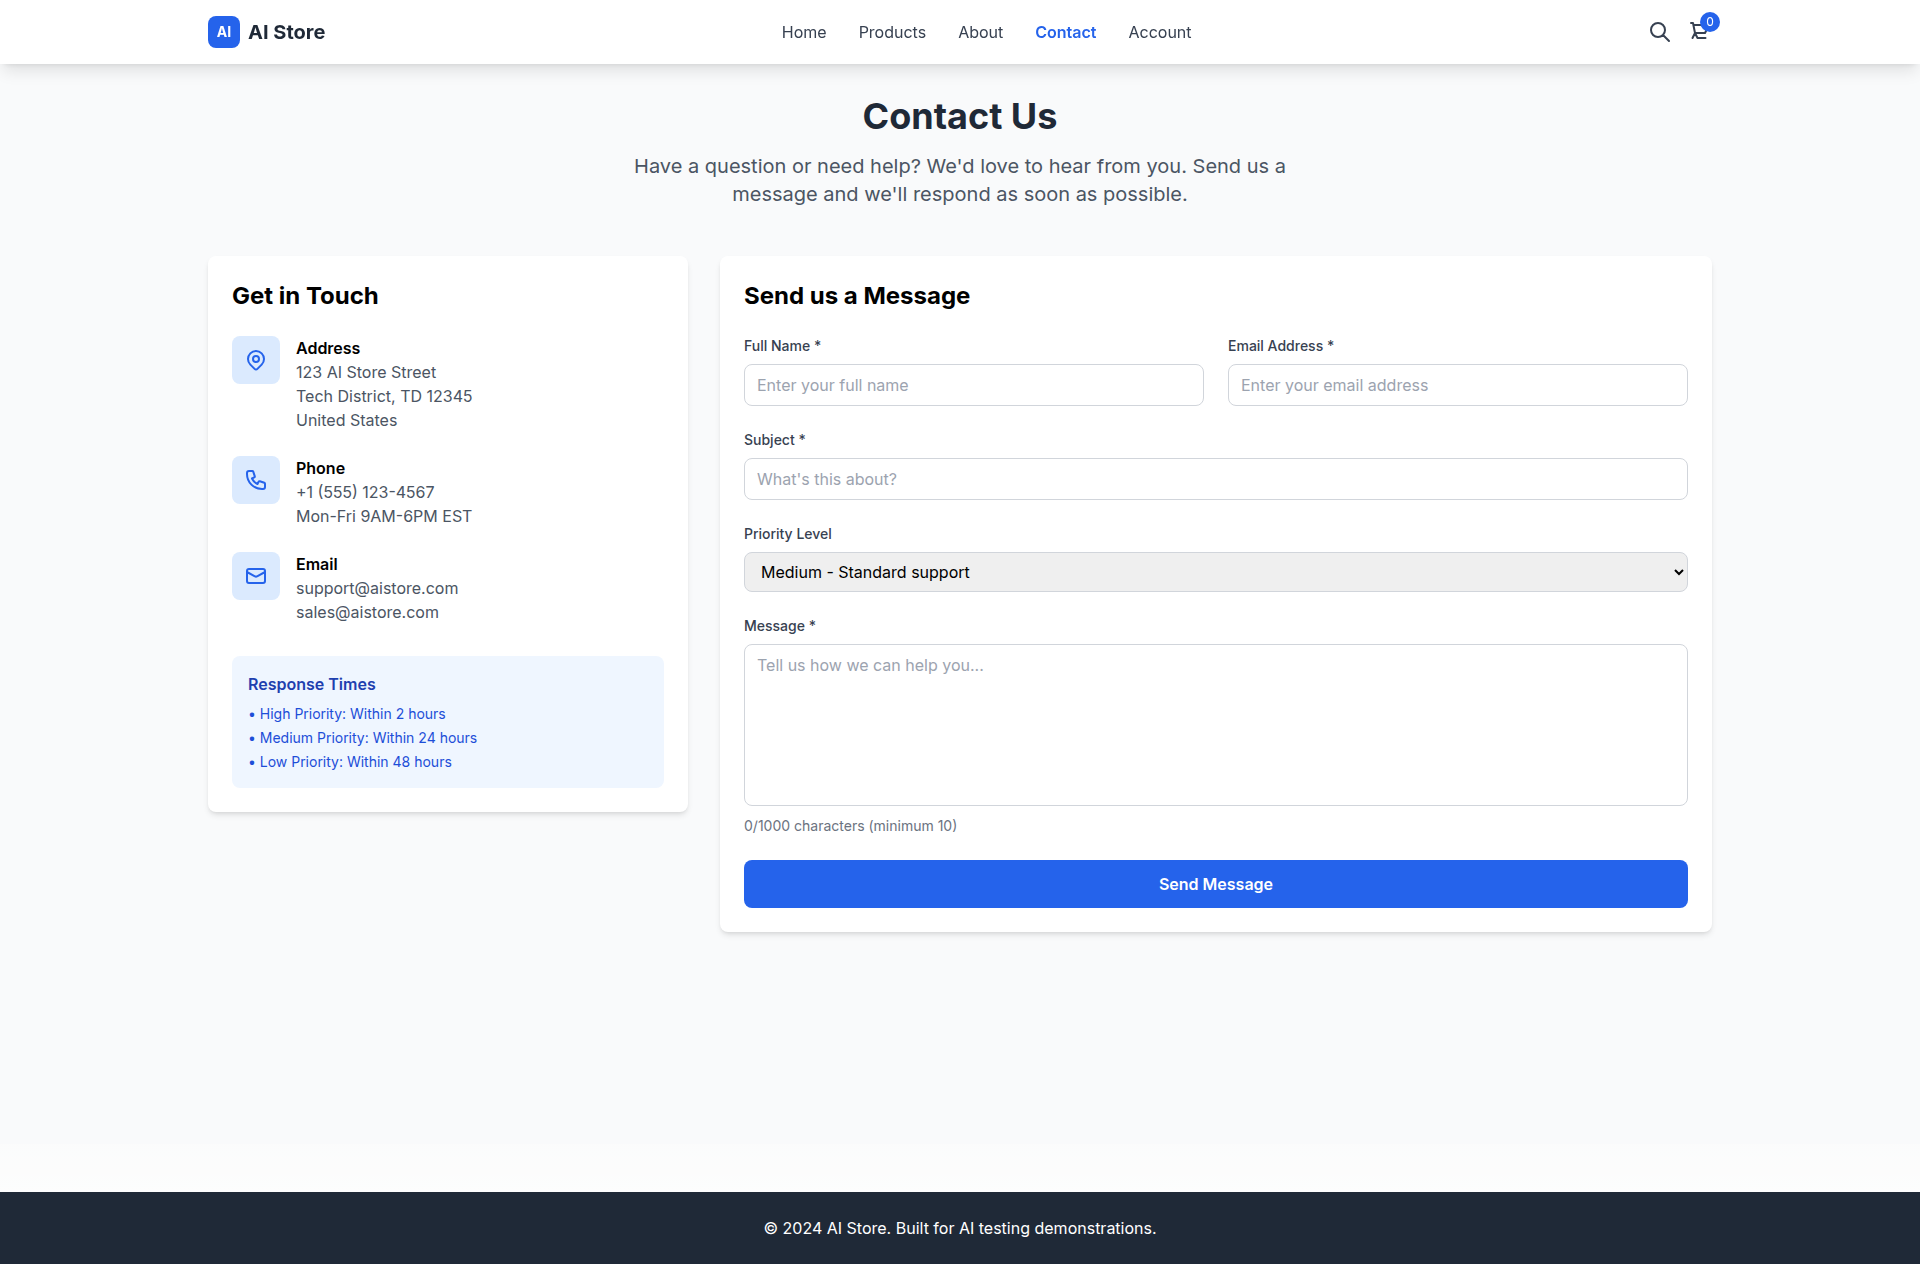 AI
AI Store
Home
Products
About
Contact
Account
0
Contact Us
Have a question or need help? We'd love to hear from you. Send us a
message and we'll respond as soon as possible.
Get in Touch
Address
123 AI Store Street
Tech District, TD 12345
United States
Phone
+1 (555) 123-4567
Mon-Fri 9AM-6PM EST
Email
support@aistore.com
sales@aistore.com
Response Times
• High Priority: Within 2 hours
• Medium Priority: Within 24 hours
• Low Priority: Within 48 hours
Send us a Message
Full Name *
Enter your full name
Email Address *
Enter your email address
Subject *
What's this about?
Priority Level
Medium - Standard support
Message *
Tell us how we can help you...
0/1000 characters (minimum 10)
Send Message
© 2024 AI Store. Built for AI testing demonstrations.